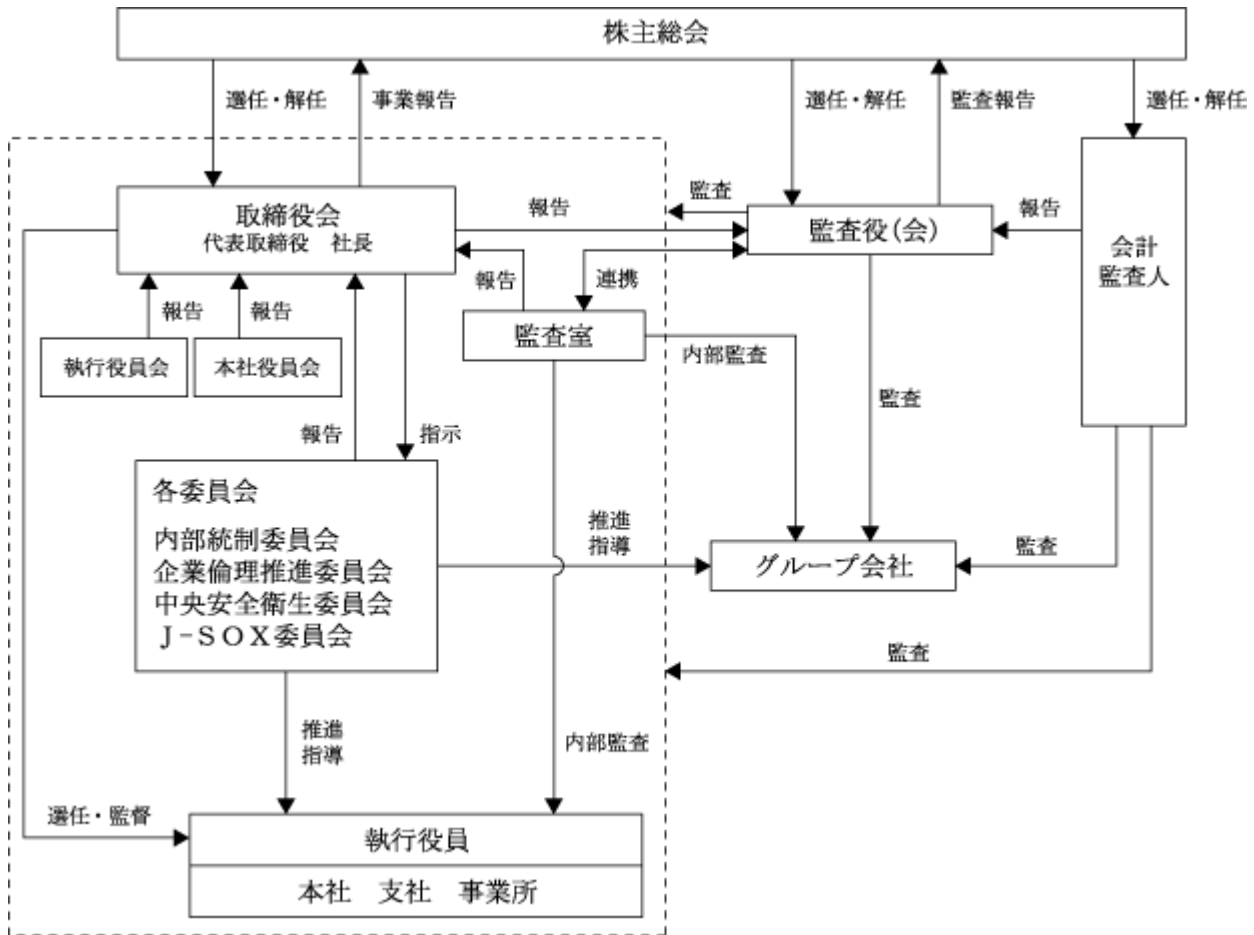 株主総会
選任・解任
事業報告
選任・解任
監査報告
選任・解任
取締役会
代表取締役　社長
報告
監査
監査役(会)
報告
会計
監査人
報告
連携
報告
報告
執行役員会
本社役員会
監査室
内部監査
監査
報告
指示
各委員会
内部統制委員会
企業倫理推進委員会
中央安全衛生委員会
J-SOX委員会
推進
指導
グループ会社
監査
監査
推進
指導
内部監査
選任・監督
執行役員
本社　支社　事業所